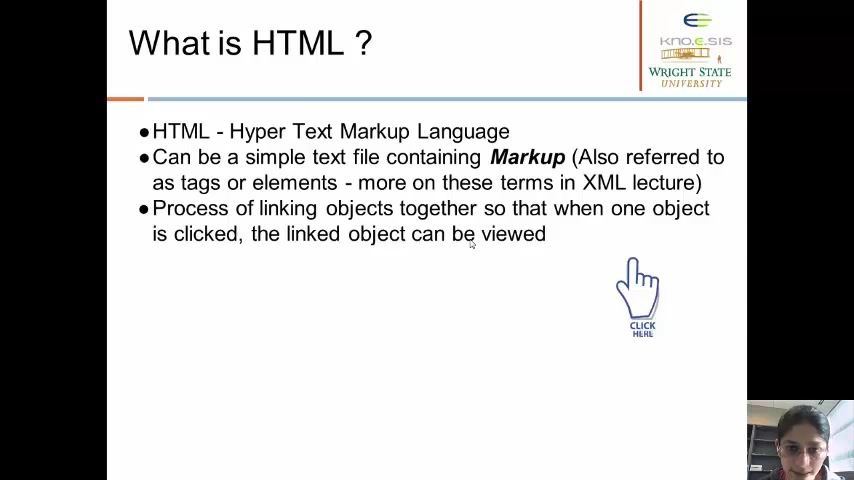 What is HTML ?
kno.e.sis
WRIGHT STATE
UNIVERSITY
●HTML - Hyper Text Markup Language
●Can be a simple text file containing Markup (Also referred to
as tags or elements - more on these terms in XML lecture)
●Process of linking objects together so that when one object
is clicked, the linked object can be viewed
CLICK
HERE